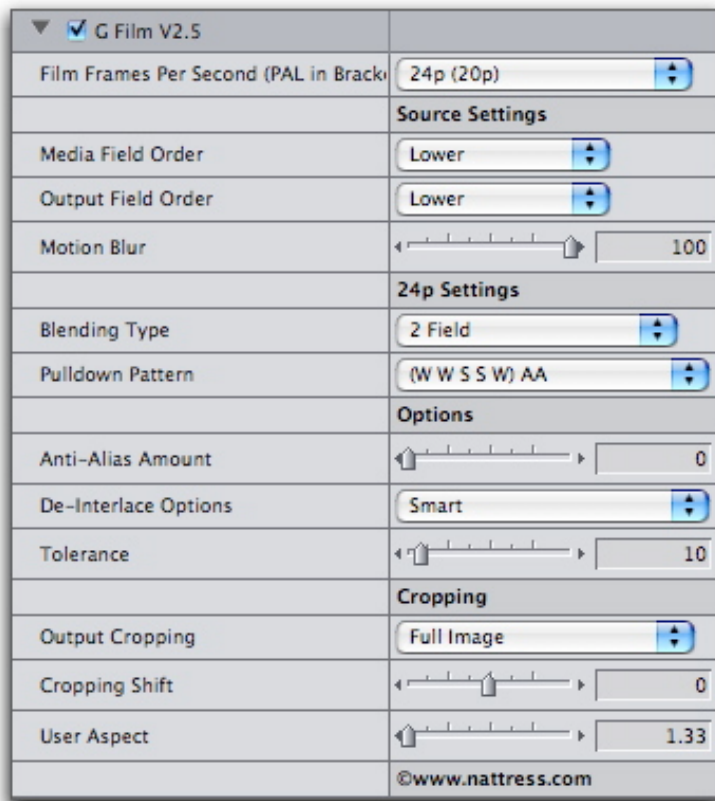 G Film V2.5
Film Frames Per Second (PAL in Brack 24p (20p)
Source Settings
Media Field Order Lower
Output Field Order Lower
Motion Blur 100
24p Settings
Blending Type 2 Field
Pulldown Pattern (W W S S W) AA
Options
Anti-Alias Amount 0
De-Interlace Options Smart
Tolerance 10
Cropping
Output Cropping Full Image
Cropping Shift 0
User Aspect 1.33
©www.nattress.com